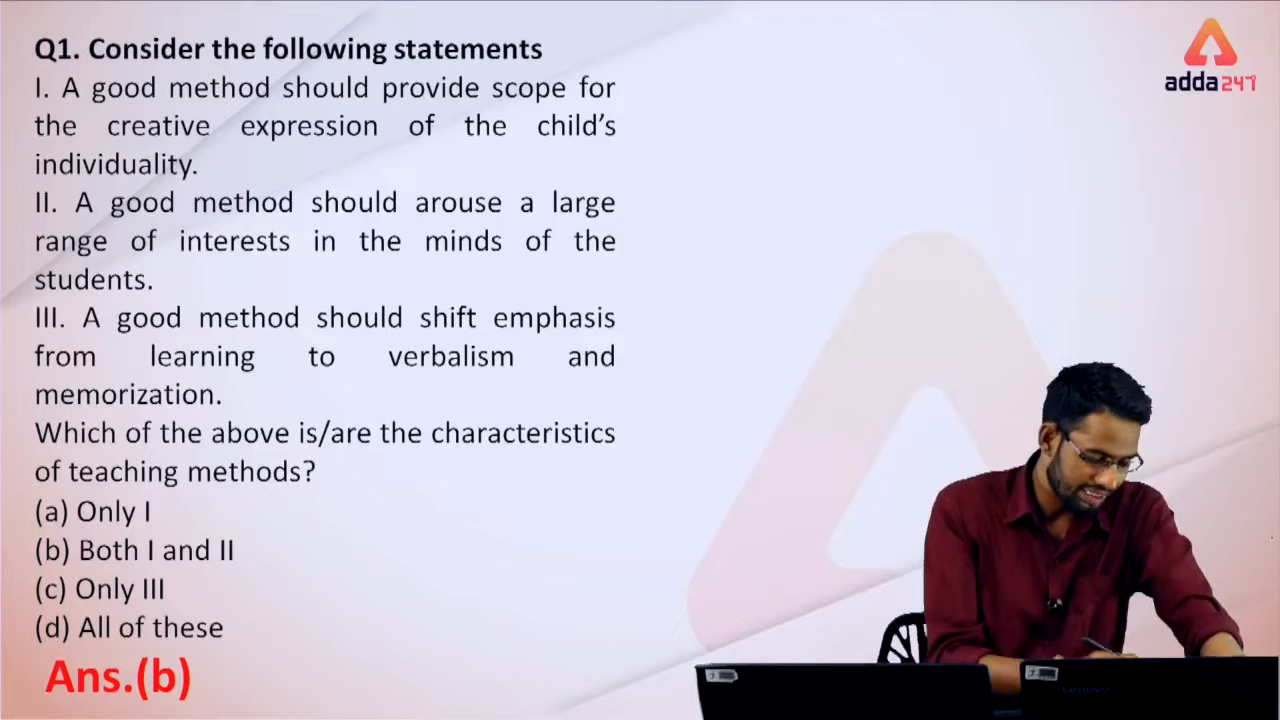 Q1. Consider the following statements
I. A good method should provide scope for
the creative expression of the child's
individuality.
II. A good method should arouse a large
range of interests in the minds of the
students.
III. A good method should shift emphasis
from learning to verbalism and
memorization.
Which of the above is/are the characteristics
of teaching methods?
(a) Only I
(b) Both I and II
(c) Only III
(d) All of these
Ans.(b)
adda247
Lenovo